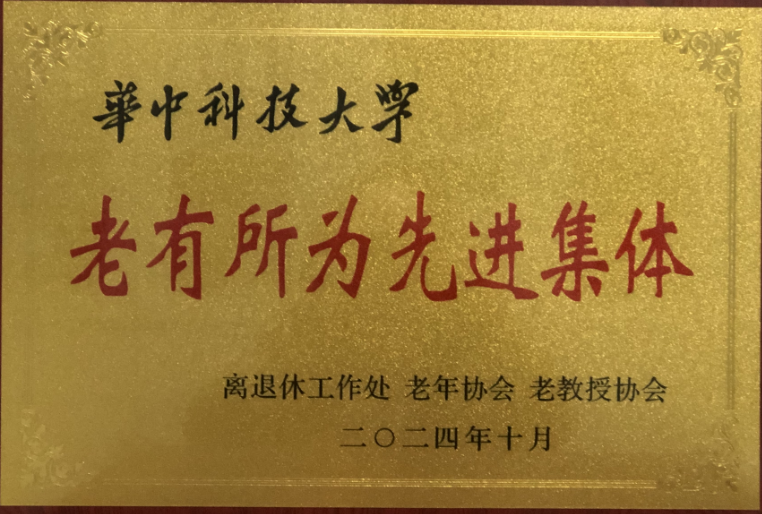 華中科技大学
老有所为先进集体
离退休工作处 老年协会 老教授协会
二〇二四年十月